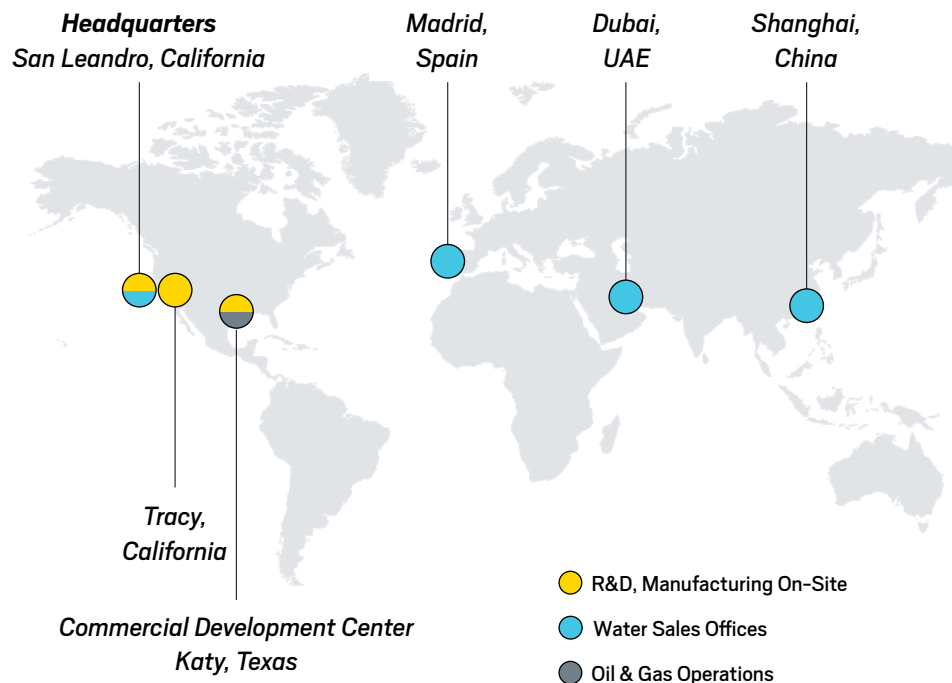 Headquarters
San Leandro, California
Madrid,
Spain
Dubai,
UAE
Shanghai,
China
Tracy,
California
Commercial Development Center
Katy, Texas
R&D, Manufacturing On-Site
Water Sales Offices
Oil & Gas Operations